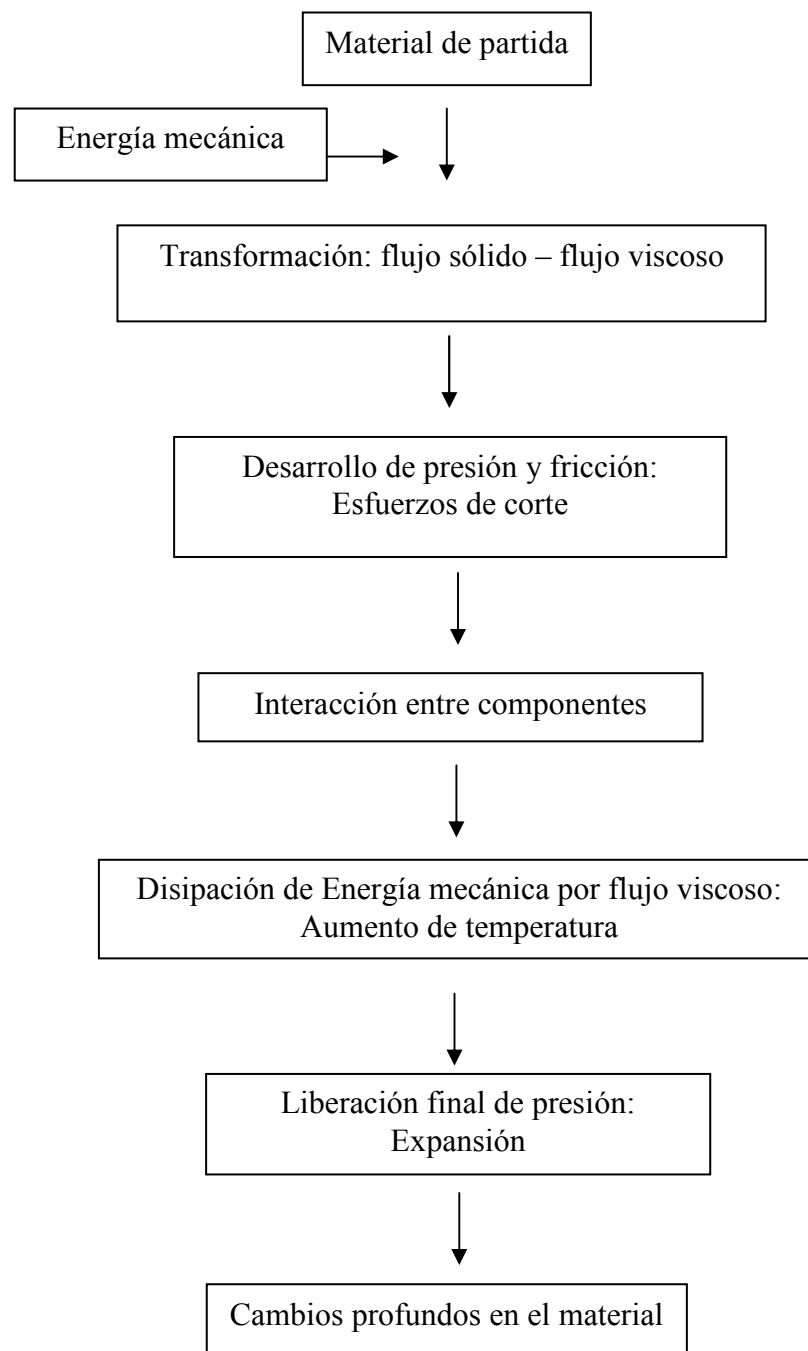 Material de partida
Energía mecánica
Transformación: flujo sólido – flujo viscoso
Desarrollo de presión y fricción:
Esfuerzos de corte
Interacción entre componentes
Disipación de Energía mecánica por flujo viscoso:
Aumento de temperatura
Liberación final de presión:
Expansión
Cambios profundos en el material